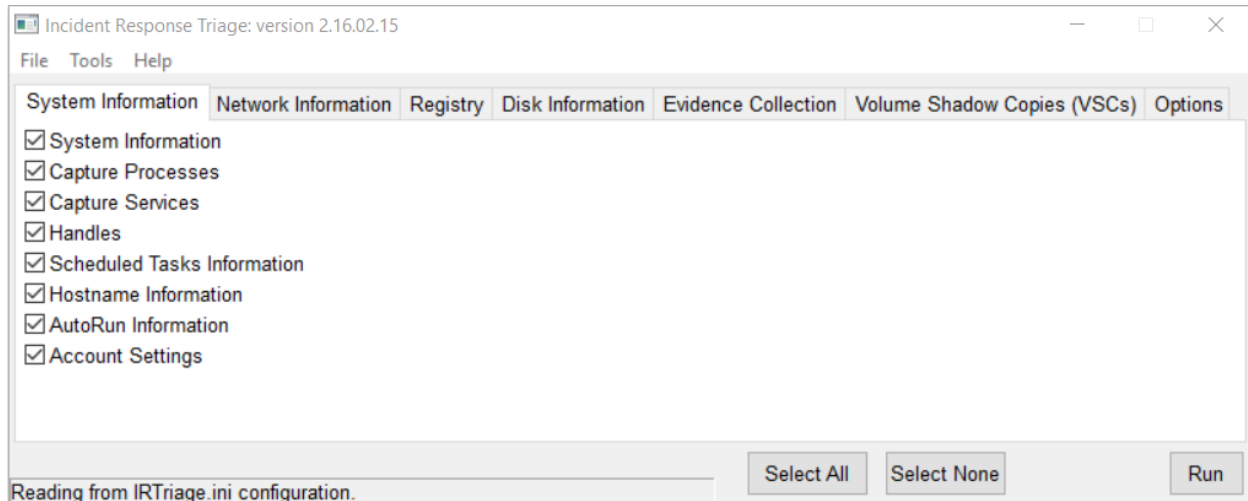 Incident Response Triage: version 2.16.02.15
File Tools Help
System Information Network Information Registry Disk Information Evidence Collection Volume Shadow Copies (VSCs) Options
System Information
Capture Processes
Capture Services
Handles
Scheduled Tasks Information
Hostname Information
AutoRun Information
Account Settings
Select All Select None Run
Reading from IRTriage.ini configuration.